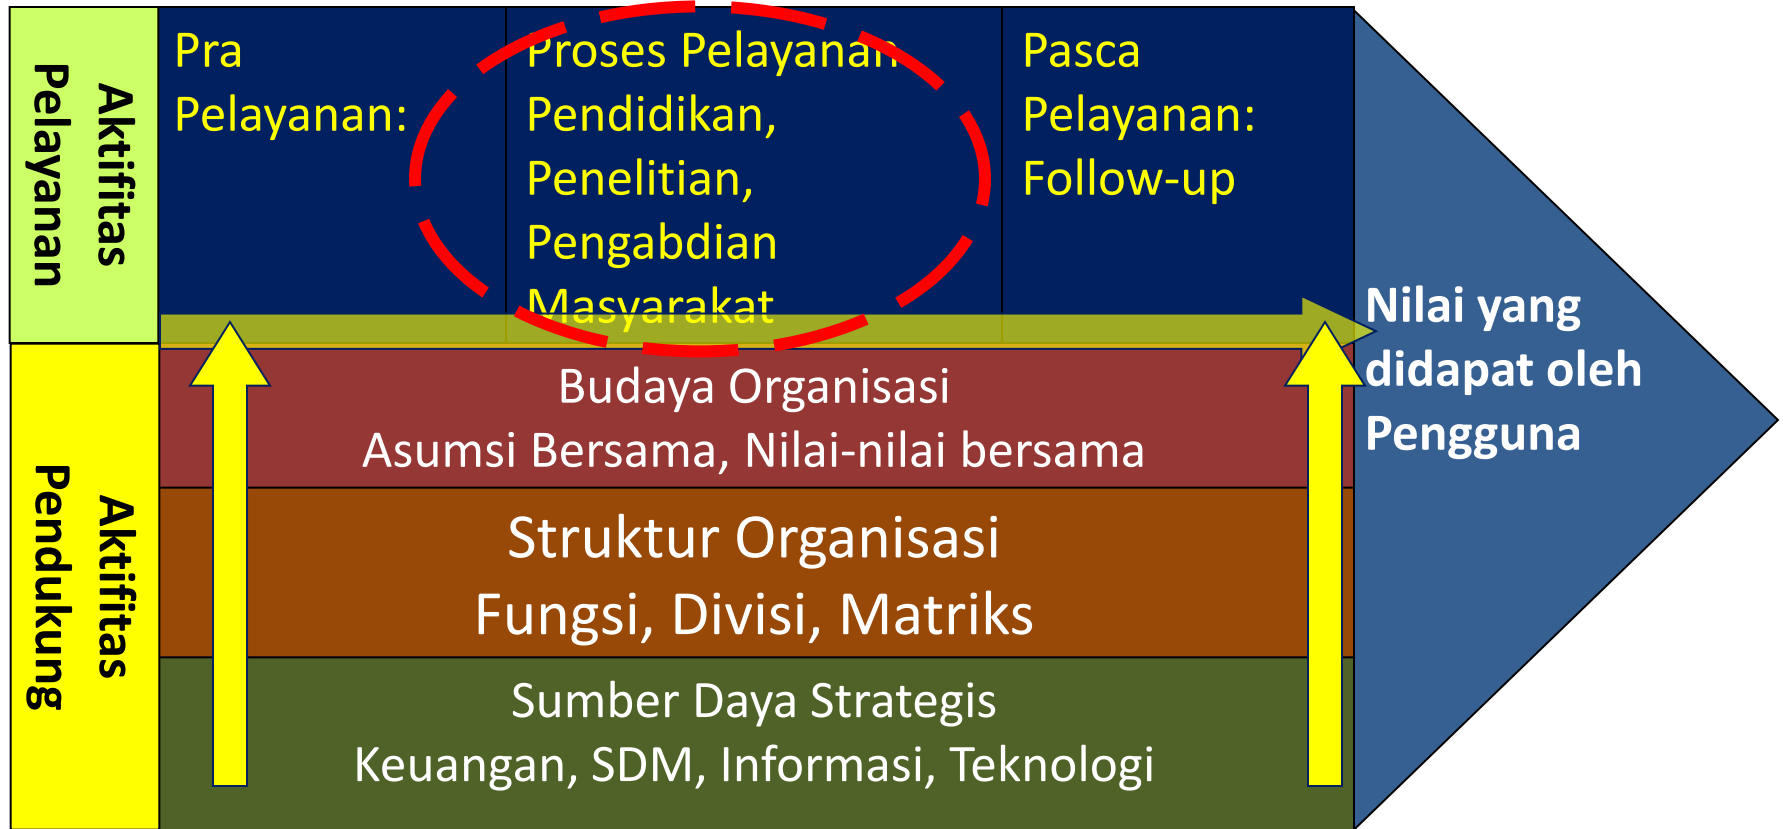 Aktifitas
Pelayanan
Pra
Pelayanan:
Proses Pelayanan
Pendidikan,
Penelitian,
Pengabdian
Masyarakat
Pasca
Pelayanan:
Follow-up
Nilai yang
didapat oleh
Pengguna
Aktifitas
Pendukung
Budaya Organisasi
Asumsi Bersama, Nilai-nilai bersama
Struktur Organisasi
Fungsi, Divisi, Matriks
Sumber Daya Strategis
Keuangan, SDM, Informasi, Teknologi